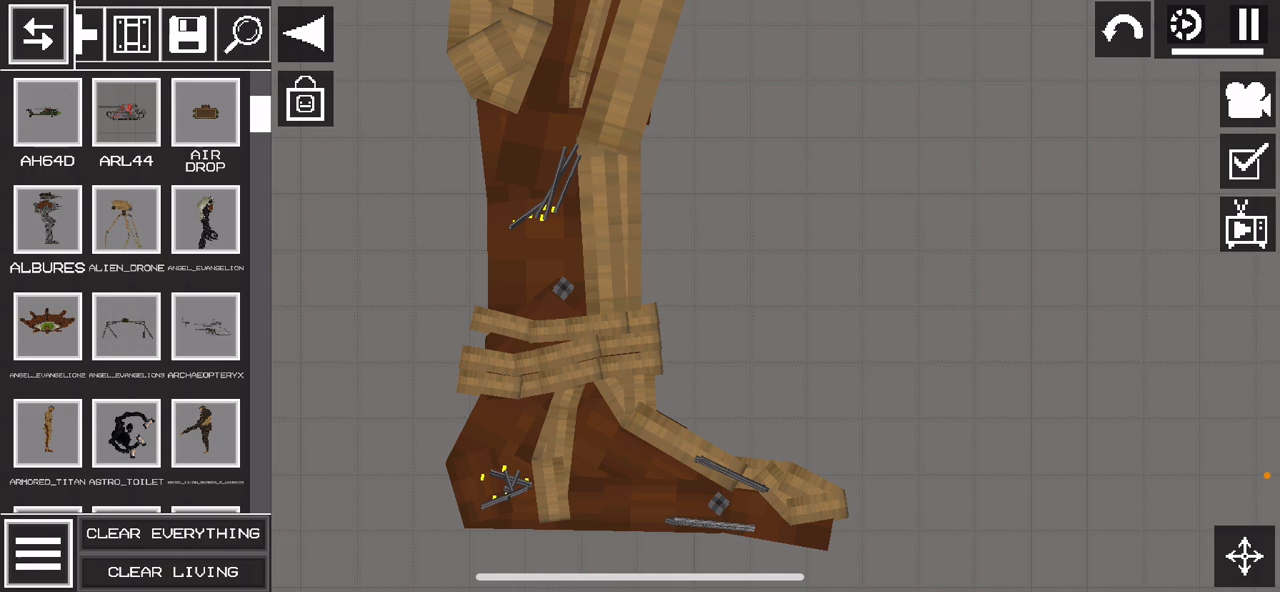 AH64D
ARL44
AIR
DROP
ALBURES
ALIEN_DRONE
ANGEL_EVANGELION
ANGEL_EVANGELION2
ANGEL_EVANGELION3
ARCHAEOPTERYX
ARMORED_TITAN
ASTRO_TOILET
CLEAR EVERYTHING
CLEAR LIVING